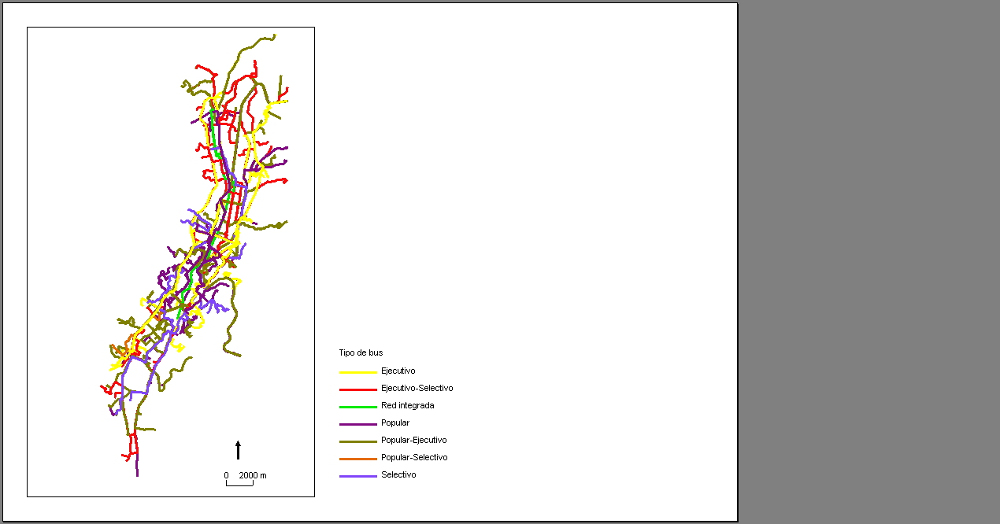 Tipo de bus
Ejecutivo
Ejecutivo-Selectivo
Red integrada
Popular
Popular-Ejecutivo
Popular-Selectivo
Selectivo
0 2000 m